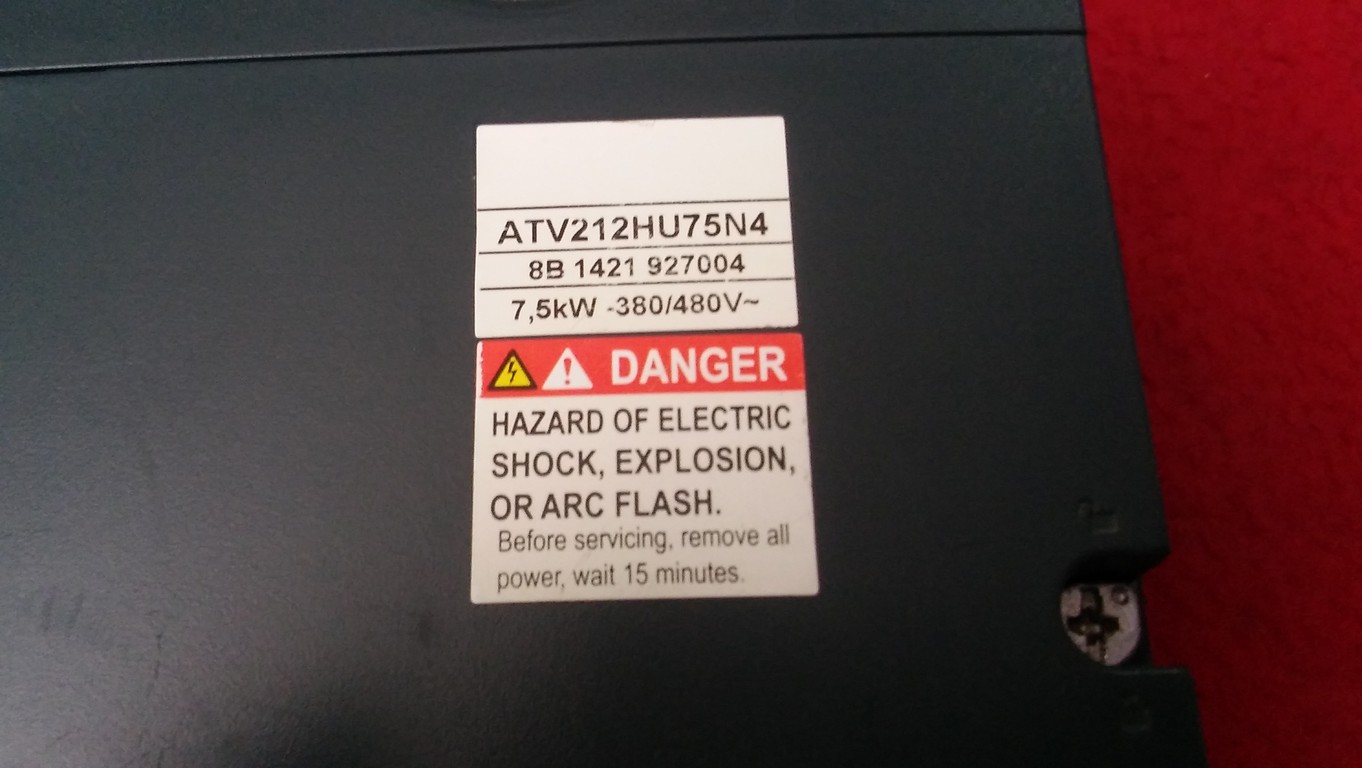 ATV212HU75N4
8B 1421 927004
7,5kW -380/480V~
DANGER
HAZARD OF ELECTRIC
SHOCK, EXPLOSION,
OR ARC FLASH.
Before servicing, remove all
power, wait 15 minutes.